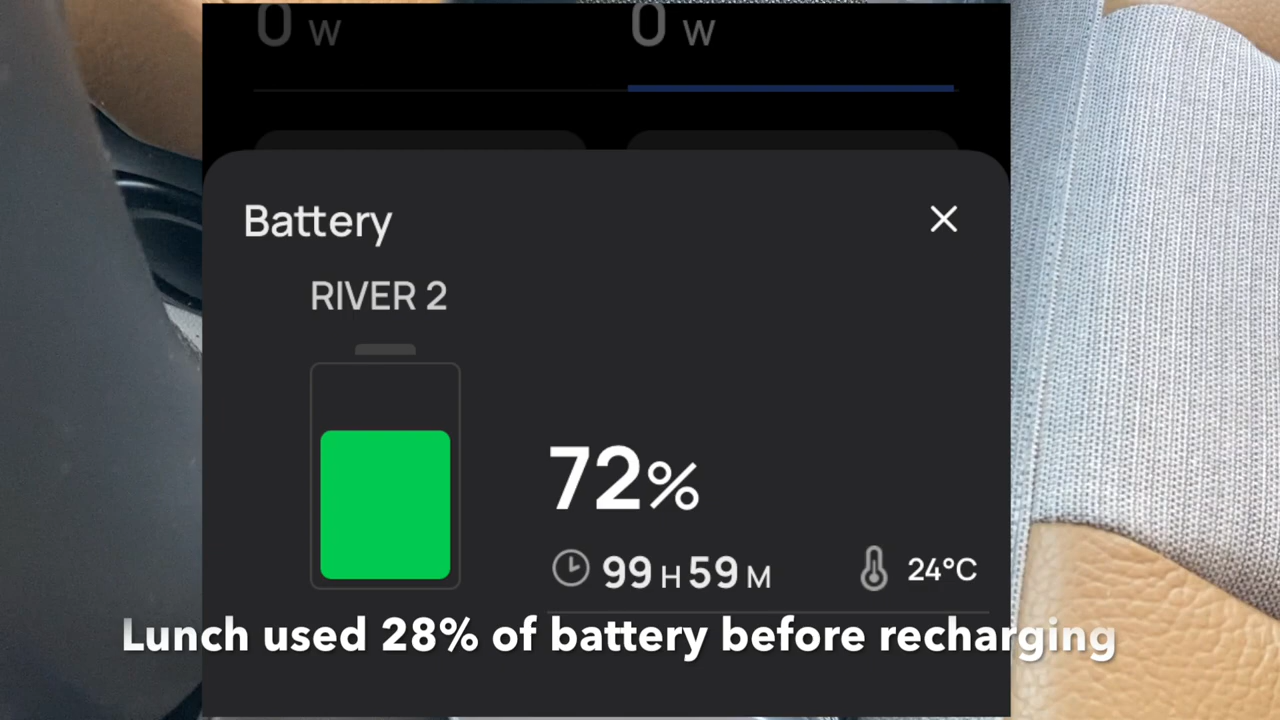 0 W 0 W
Battery
RIVER 2
72%
99 H 59 M 24°C
Lunch used 28% of battery before recharging